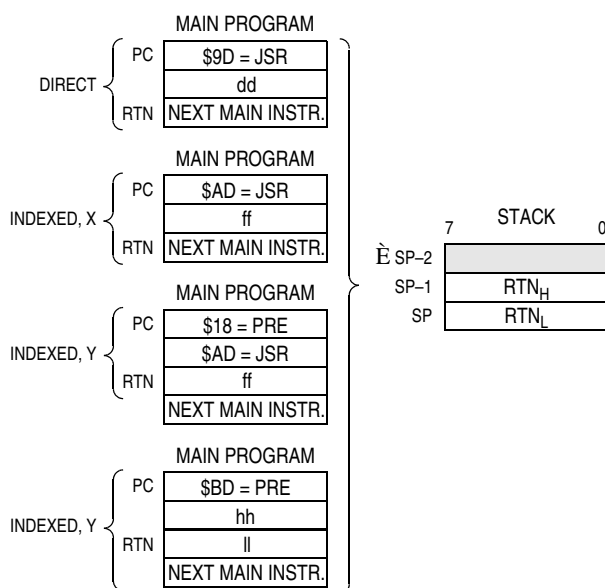 MAIN PROGRAM
PC $9D = JSR
DIRECT dd
RTN NEXT MAIN INSTR.
MAIN PROGRAM
PC $AD = JSR
INDEXED, X ff
RTN NEXT MAIN INSTR.
MAIN PROGRAM
PC $18 = PRE
INDEXED, Y $AD = JSR
RTN ff
NEXT MAIN INSTR.
MAIN PROGRAM
PC $BD = PRE
INDEXED, Y hh
RTN ll
NEXT MAIN INSTR.
7 STACK 0
È SP–2
SP–1 RTNH
SP RTNL